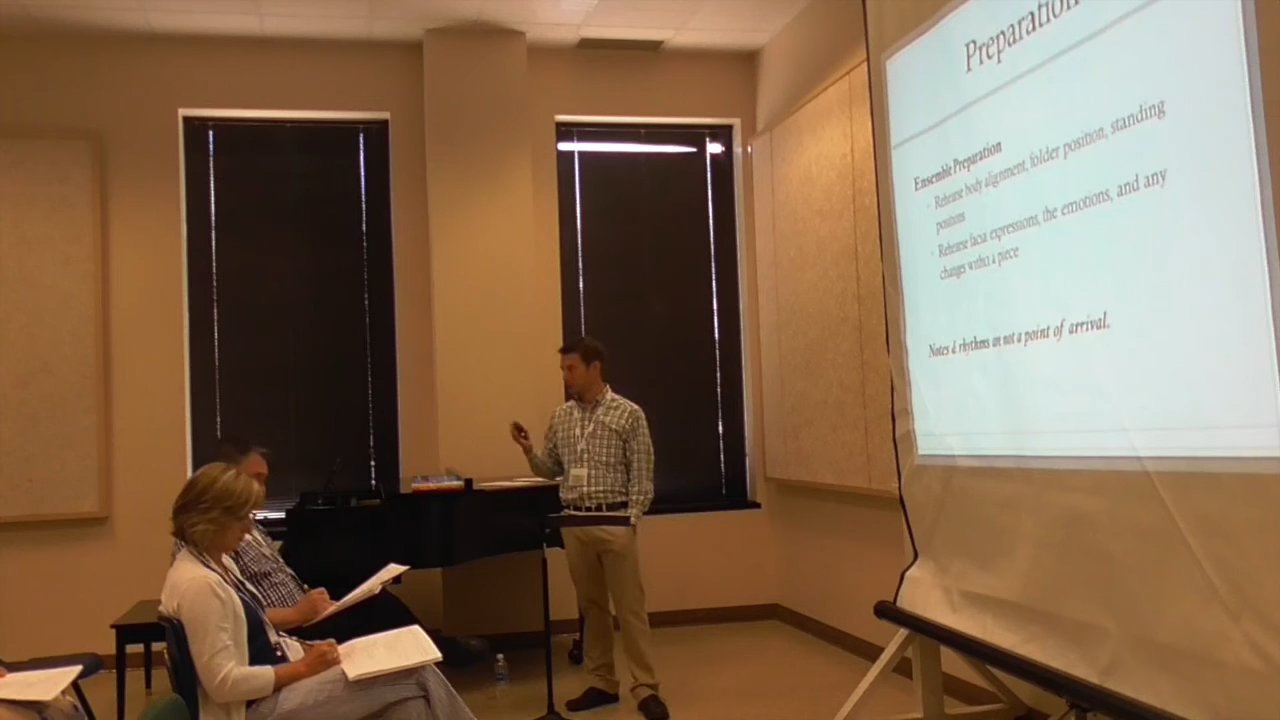 Preparation
Ensemble Preparation
Rehearse body alignment, folder position, standing
positions
Rehearse facial expressions, the emotions, and any
changes within a piece
Notes & rhythms are not a point of arrival.